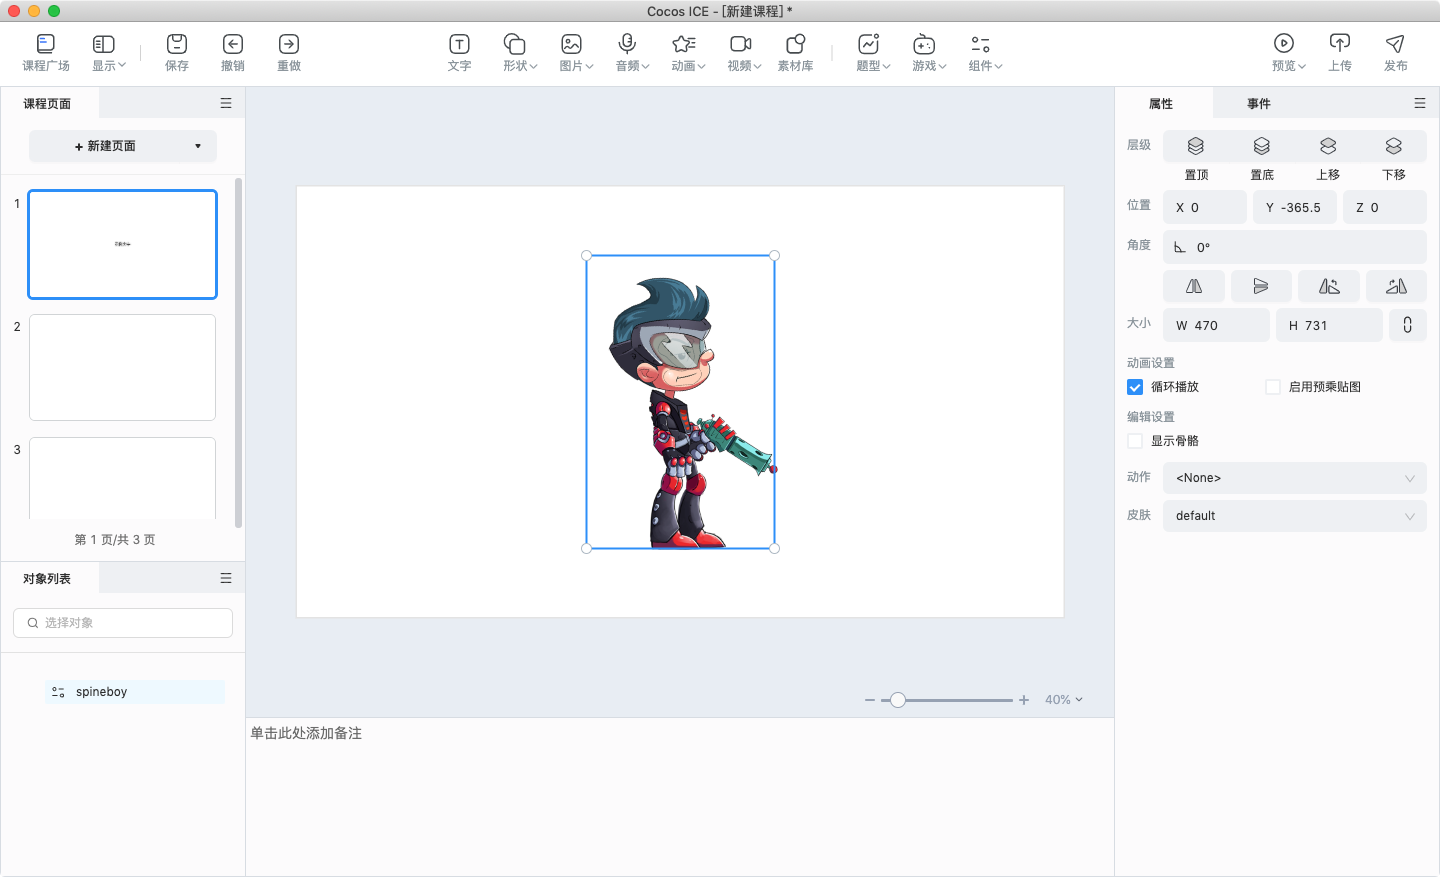 Cocos ICE - [新建课程] *
课程广场 显示 保存 撤销 重做 文字 形状 图片 音频 动画 视频 素材库 题型 游戏 组件 预览 上传 发布
课程页面
+ 新建页面
1
2
3
第 1 页/共 3 页
对象列表
选择对象
spineboy
40%
单击此处添加备注
属性 事件
层级
置顶 置底 上移 下移
位置 X 0 Y -365.5 Z 0
角度 0°
大小 W 470 H 731
动画设置
循环播放 启用预乘贴图
编辑设置
显示骨骼
动作 <None>
皮肤 default